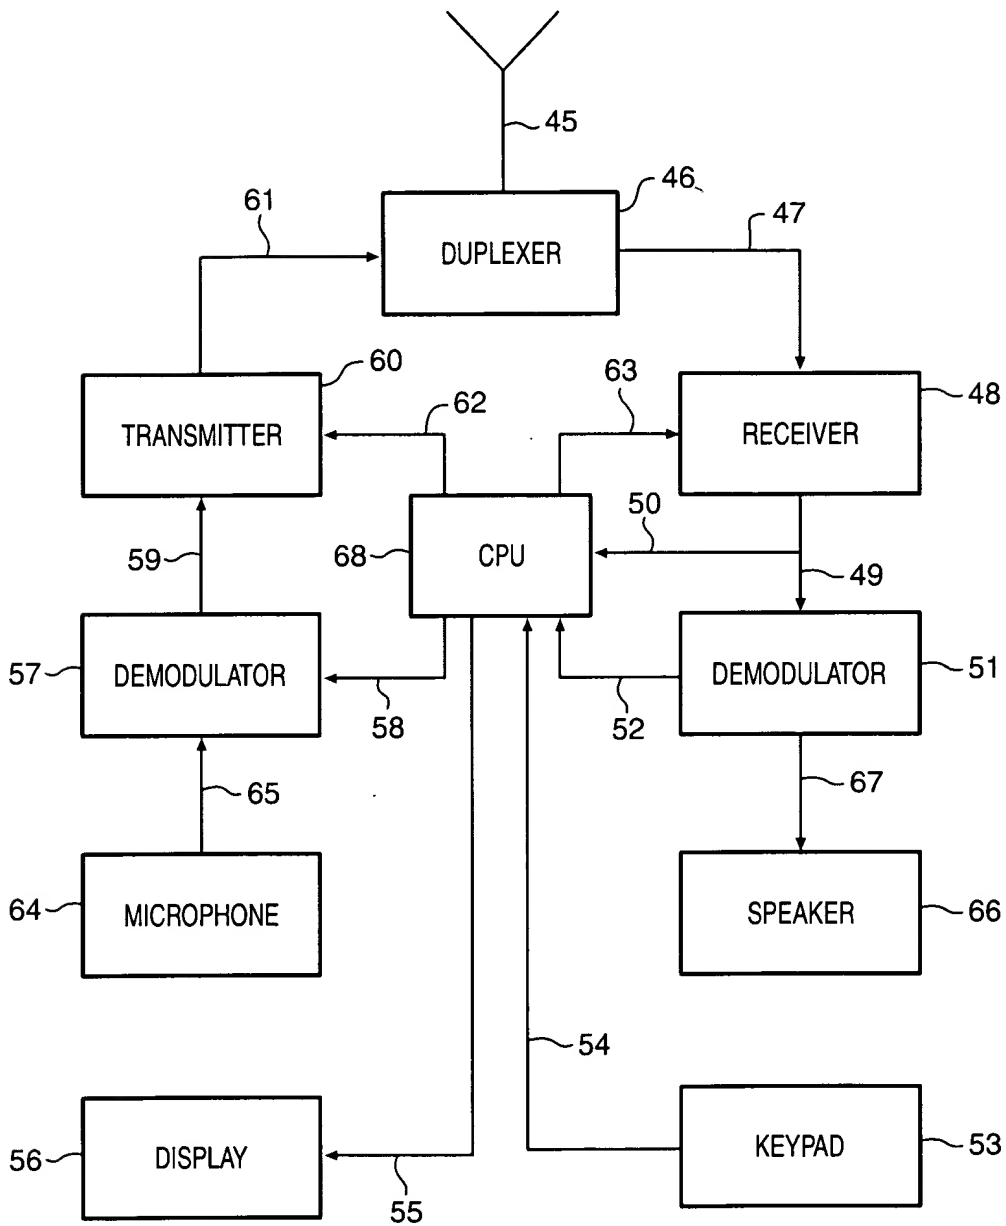 45
46
DUPLEXER
47
61
60
TRANSMITTER
62
63
48
RECEIVER
50
68
CPU
59
49
57
DEMODULATOR
58
52
DEMODULATOR
51
65
67
64
MICROPHONE
SPEAKER
66
54
56
DISPLAY
55
KEYPAD
53